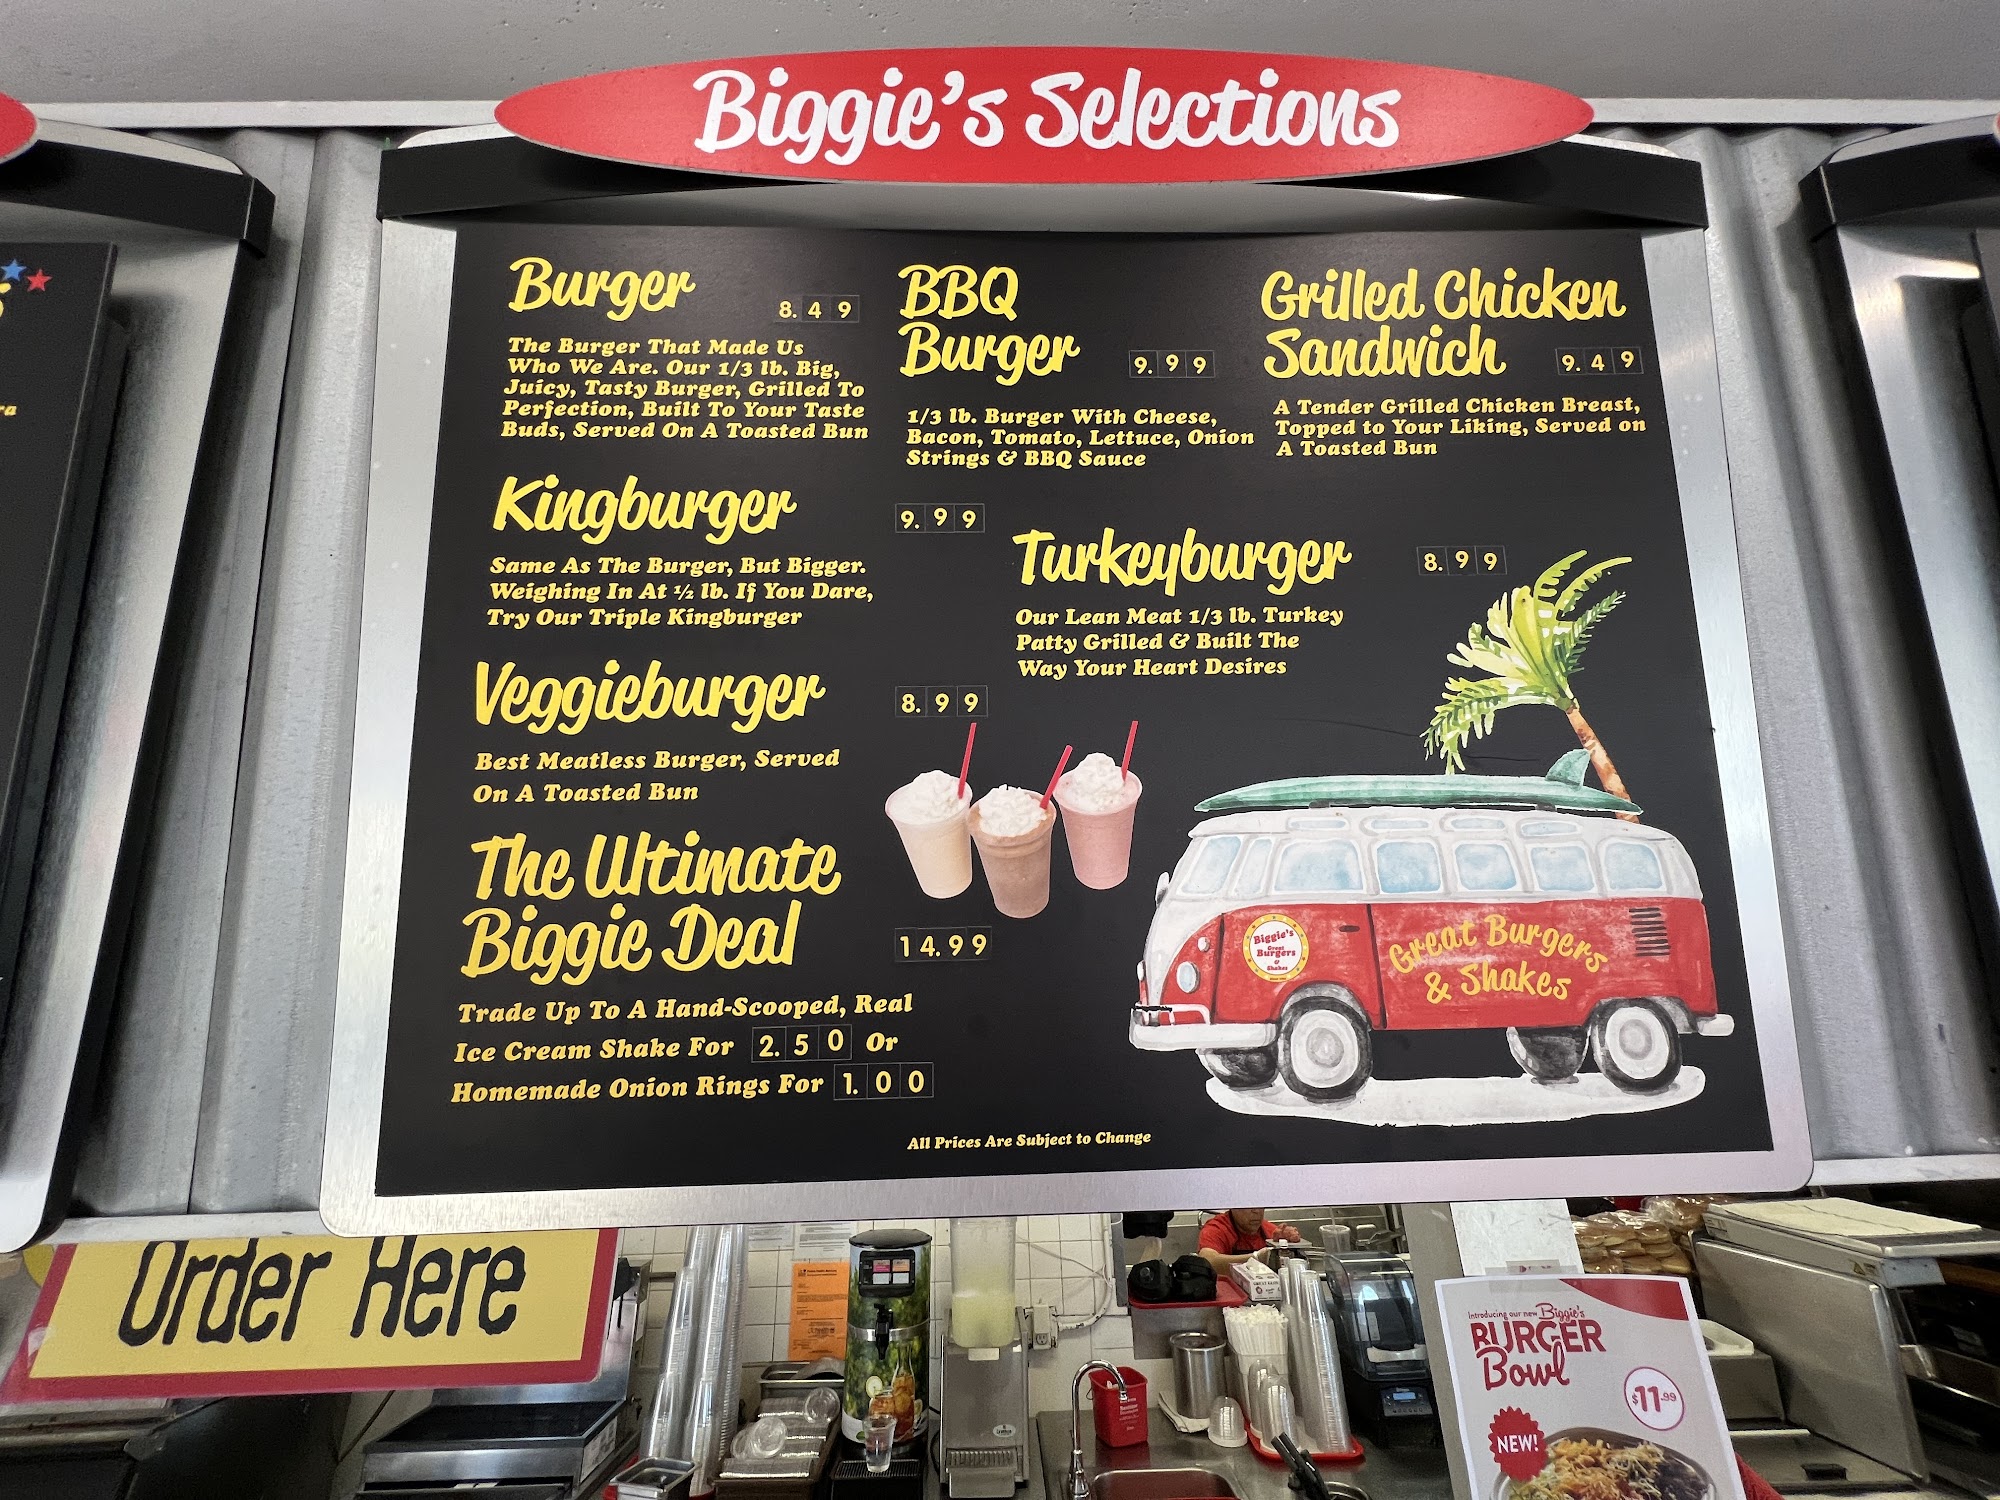 Biggie's Selections
Burger 8.49
The Burger That Made Us
Who We Are. Our 1/3 lb. Big,
Juicy, Tasty Burger, Grilled To
Perfection, Built To Your Taste
Buds, Served On A Toasted Bun
Kingburger 9.99
Same As The Burger, But Bigger.
Weighing In At ½ lb. If You Dare,
Try Our Triple Kingburger
Veggieburger 8.99
Best Meatless Burger, Served
On A Toasted Bun
The Ultimate
Biggie Deal 14.99
Trade Up To A Hand-Scooped, Real
Ice Cream Shake For 2.50 Or
Homemade Onion Rings For 1.00
BBQ
Burger 9.99
1/3 lb. Burger With Cheese,
Bacon, Tomato, Lettuce, Onion
Strings & BBQ Sauce
Grilled Chicken
Sandwich 9.49
A Tender Grilled Chicken Breast,
Topped to Your Liking, Served on
A Toasted Bun
Turkeyburger 8.99
Our Lean Meat 1/3 lb. Turkey
Patty Grilled & Built The
Way Your Heart Desires
Biggie's
Great
Burgers
&
Shakes
Great Burgers
& Shakes
All Prices Are Subject to Change
Order Here
Introducing our new Biggie's
BURGER
Bowl
$11.99
NEW!